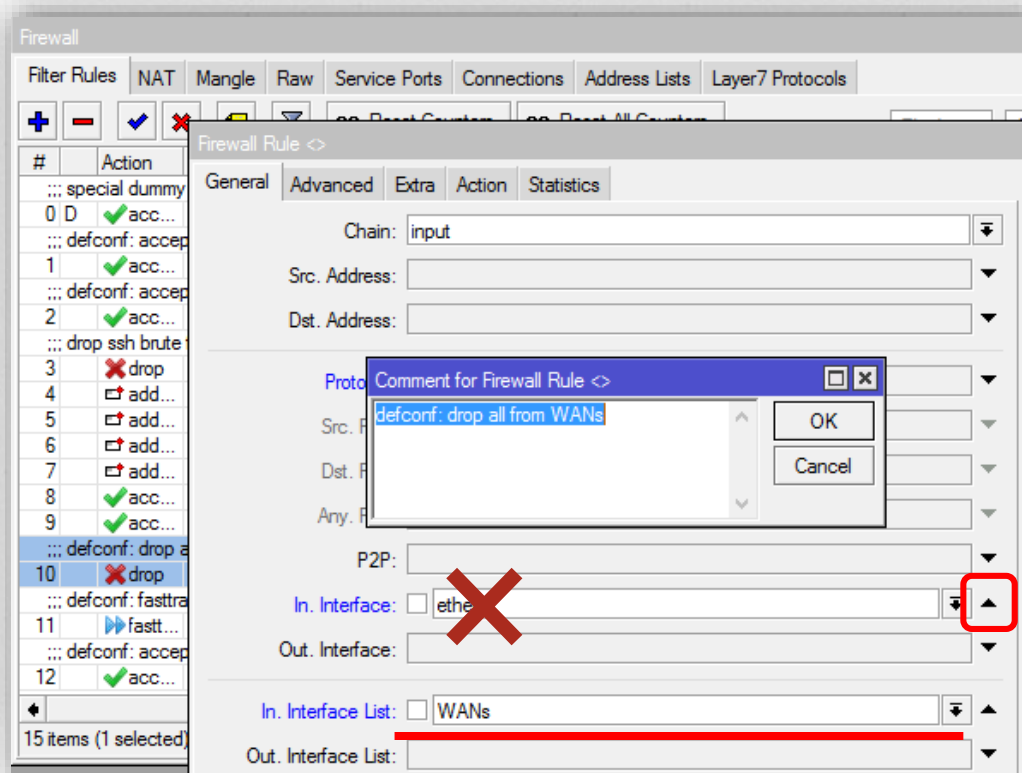 Firewall
Filter Rules NAT Mangle Raw Service Ports Connections Address Lists Layer7 Protocols
Firewall Rule <>
# Action
General Advanced Extra Action Statistics
;;; special dummy
0 D acc...
Chain: input
;;; defconf: accep
1 acc...
Src. Address:
;;; defconf: accep
2 acc...
Dst. Address:
;;; drop ssh brute
3 drop
Comment for Firewall Rule <>
4 add...
defconf: drop all from WANs
OK
5 add...
Src.
6 add...
Cancel
Dst.
7 add...
8 acc...
Any.
9 acc...
;;; defconf: drop a
P2P:
10 drop
;;; defconf: fasttra
In. Interface:
11 fastt...
;;; defconf: accep
Out. Interface:
12 acc...
In. Interface List: WANs
15 items (1 selected)
Out. Interface List: